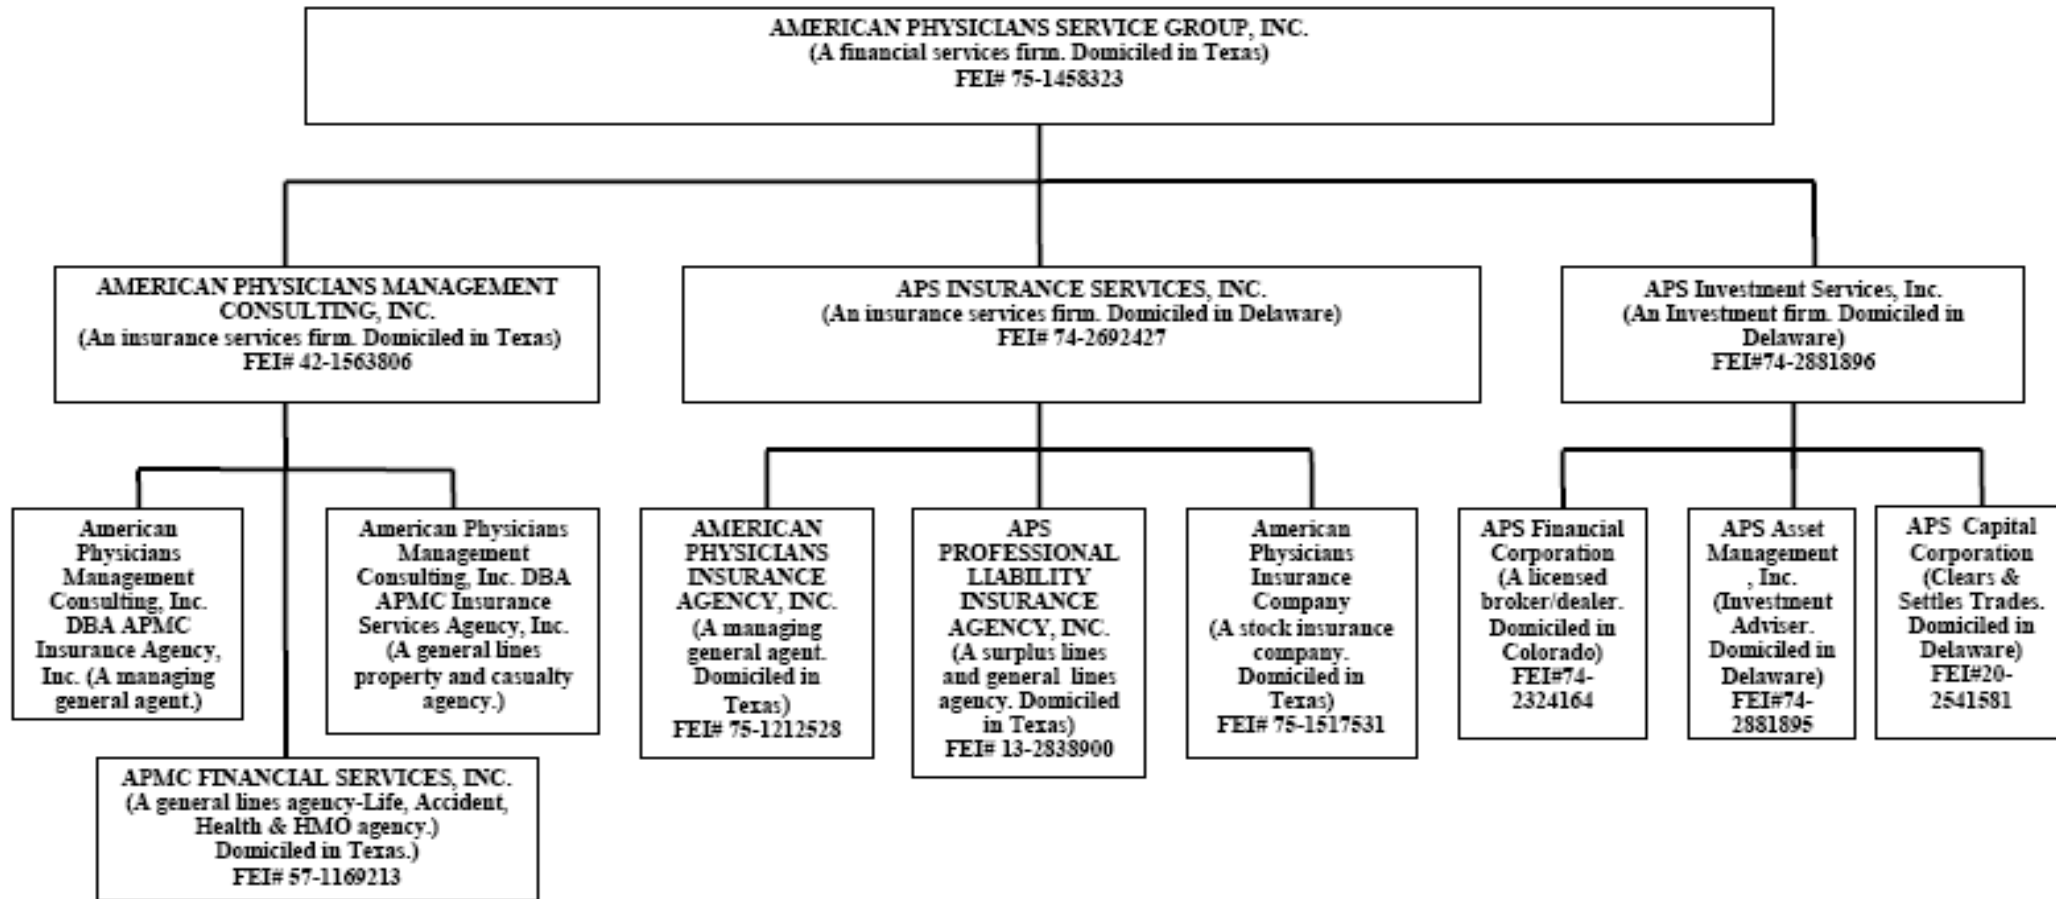 AMERICAN PHYSICIANS SERVICE GROUP, INC.
(A financial services firm. Domiciled in Texas)
FEI# 75-1458323
AMERICAN PHYSICIANS MANAGEMENT
CONSULTING, INC.
(An insurance services firm. Domiciled in Texas)
FEI# 42-1563806
APS INSURANCE SERVICES, INC.
(An insurance services firm. Domiciled in Delaware)
FEI# 74-2692427
APS Investment Services, Inc.
(An Investment firm. Domiciled in
Delaware)
FEI#74-2881896
American
Physicians
Management
Consulting, Inc.
DBA APMC
Insurance Agency,
Inc. (A managing
general agent.)
American Physicians
Management
Consulting, Inc. DBA
APMC Insurance
Services Agency, Inc.
(A general lines
property and casualty
agency.)
AMERICAN
PHYSICIANS
INSURANCE
AGENCY, INC.
(A managing
general agent.
Domiciled in
Texas)
FEI# 75-1212528
APS
PROFESSIONAL
LIABILITY
INSURANCE
AGENCY, INC.
(A surplus lines
and general lines
agency. Domiciled
in Texas)
FEI# 13-2838900
American
Physicians
Insurance
Company
(A stock insurance
company.
Domiciled in
Texas)
FEI# 75-1517531
APS Financial
Corporation
(A licensed
broker/dealer.
Domiciled in
Colorado)
FEI#74-
2324164
APS Asset
Management
, Inc.
(Investment
Adviser.
Domiciled in
Delaware)
FEI#74-
2881895
APS Capital
Corporation
(Clears &
Settles Trades.
Domiciled in
Delaware)
FEI#20-
2541581
APMC FINANCIAL SERVICES, INC.
(A general lines agency-Life, Accident,
Health & HMO agency.)
Domiciled in Texas.)
FEI# 57-1169213